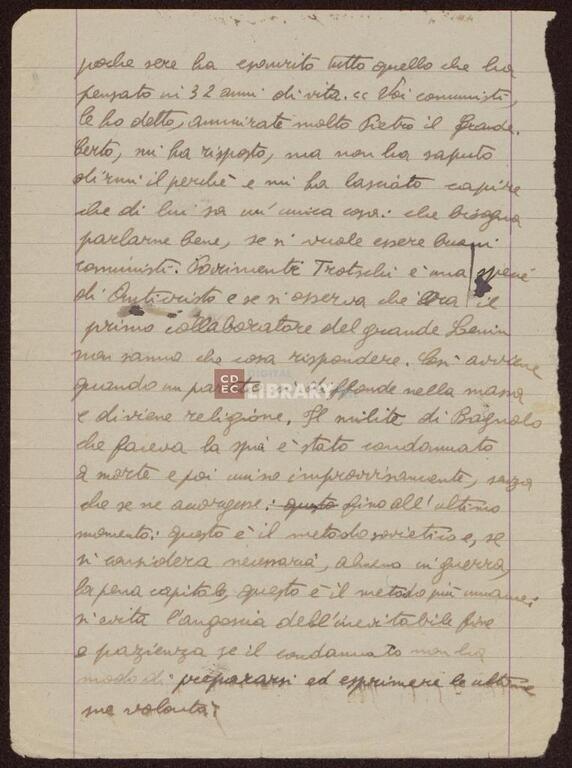 poche sere ha esaurito tutto quello che ha
pensato in 32 anni di vita. << Voi comunisti,
le ho detto, ammirate molto Pietro il Grande.
Certo, mi ha risposto, ma non ha saputo
dirmi il perchè e mi ha lasciato capire
che di lui sa un'unica cosa: che bisogna
parlarne bene, se si vuole essere buoni
comunisti. Parimenti Trotschi è una specie
di Anticristo e se si osserva che era il
primo collaboratore del grande Lenin
non sanno che cosa rispondere. Così avviene
quando un partito si diffonde nella massa
e diviene religione. Il milite di Bagnolo
che faceva la spia è stato condannato
a morte e poi ucciso improvvisamente, senza
che se ne accorgesse: questo fino all'ultimo
momento: questo è il metodo sovietico e, se
si considera necessaria, almeno in guerra,
la pena capitale, questo è il metodo più umano:
si evita l'angoscia dell'inevitabile fine
e pazienza se il condannato non ha
modo di prepararsi ed esprimere le ultime
sue volontà.
CD
EC
DIGITAL
LIBRARY